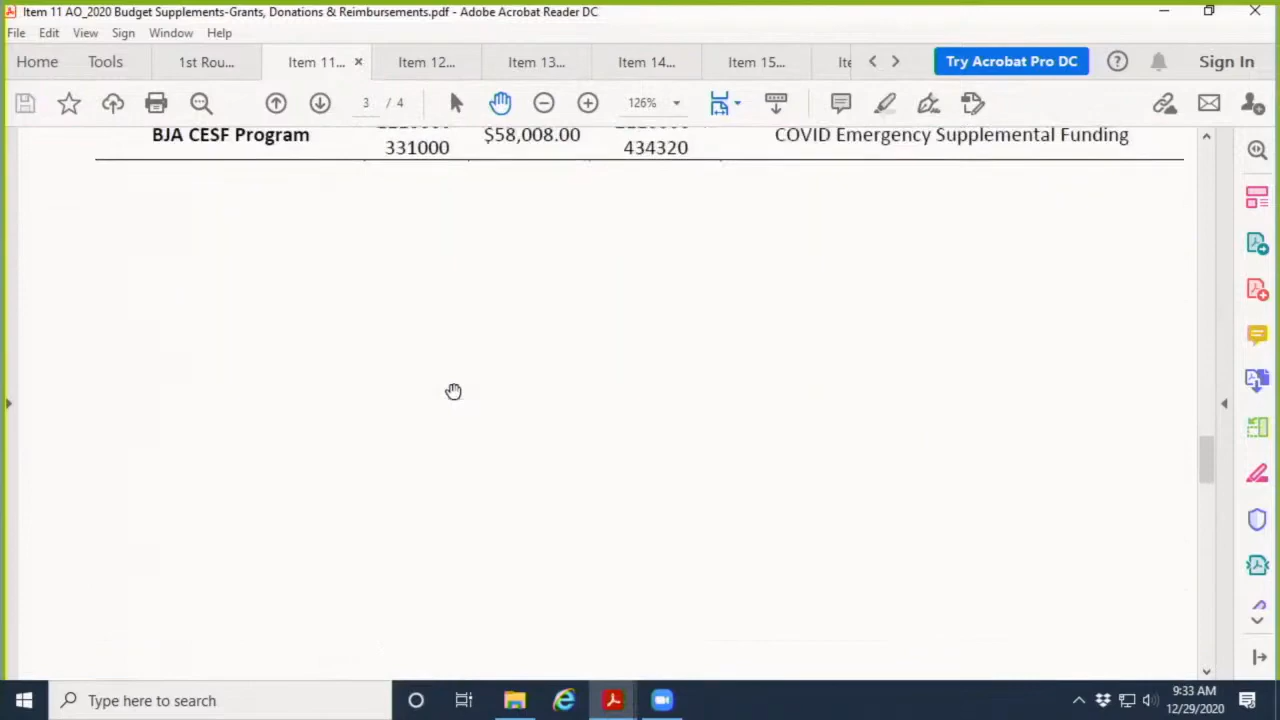 Item 11 AO_2020 Budget Supplements-Grants, Donations & Reimbursements.pdf - Adobe Acrobat Reader DC
File Edit View Sign Window Help
Home Tools 1st Rou... Item 11... × Item 12... Item 13... Item 14... Item 15... Try Acrobat Pro DC Sign In
3 / 4 126%
BJA CESF Program $58,008.00 COVID Emergency Supplemental Funding
331000 434320
Type here to search
9:33 AM
12/29/2020